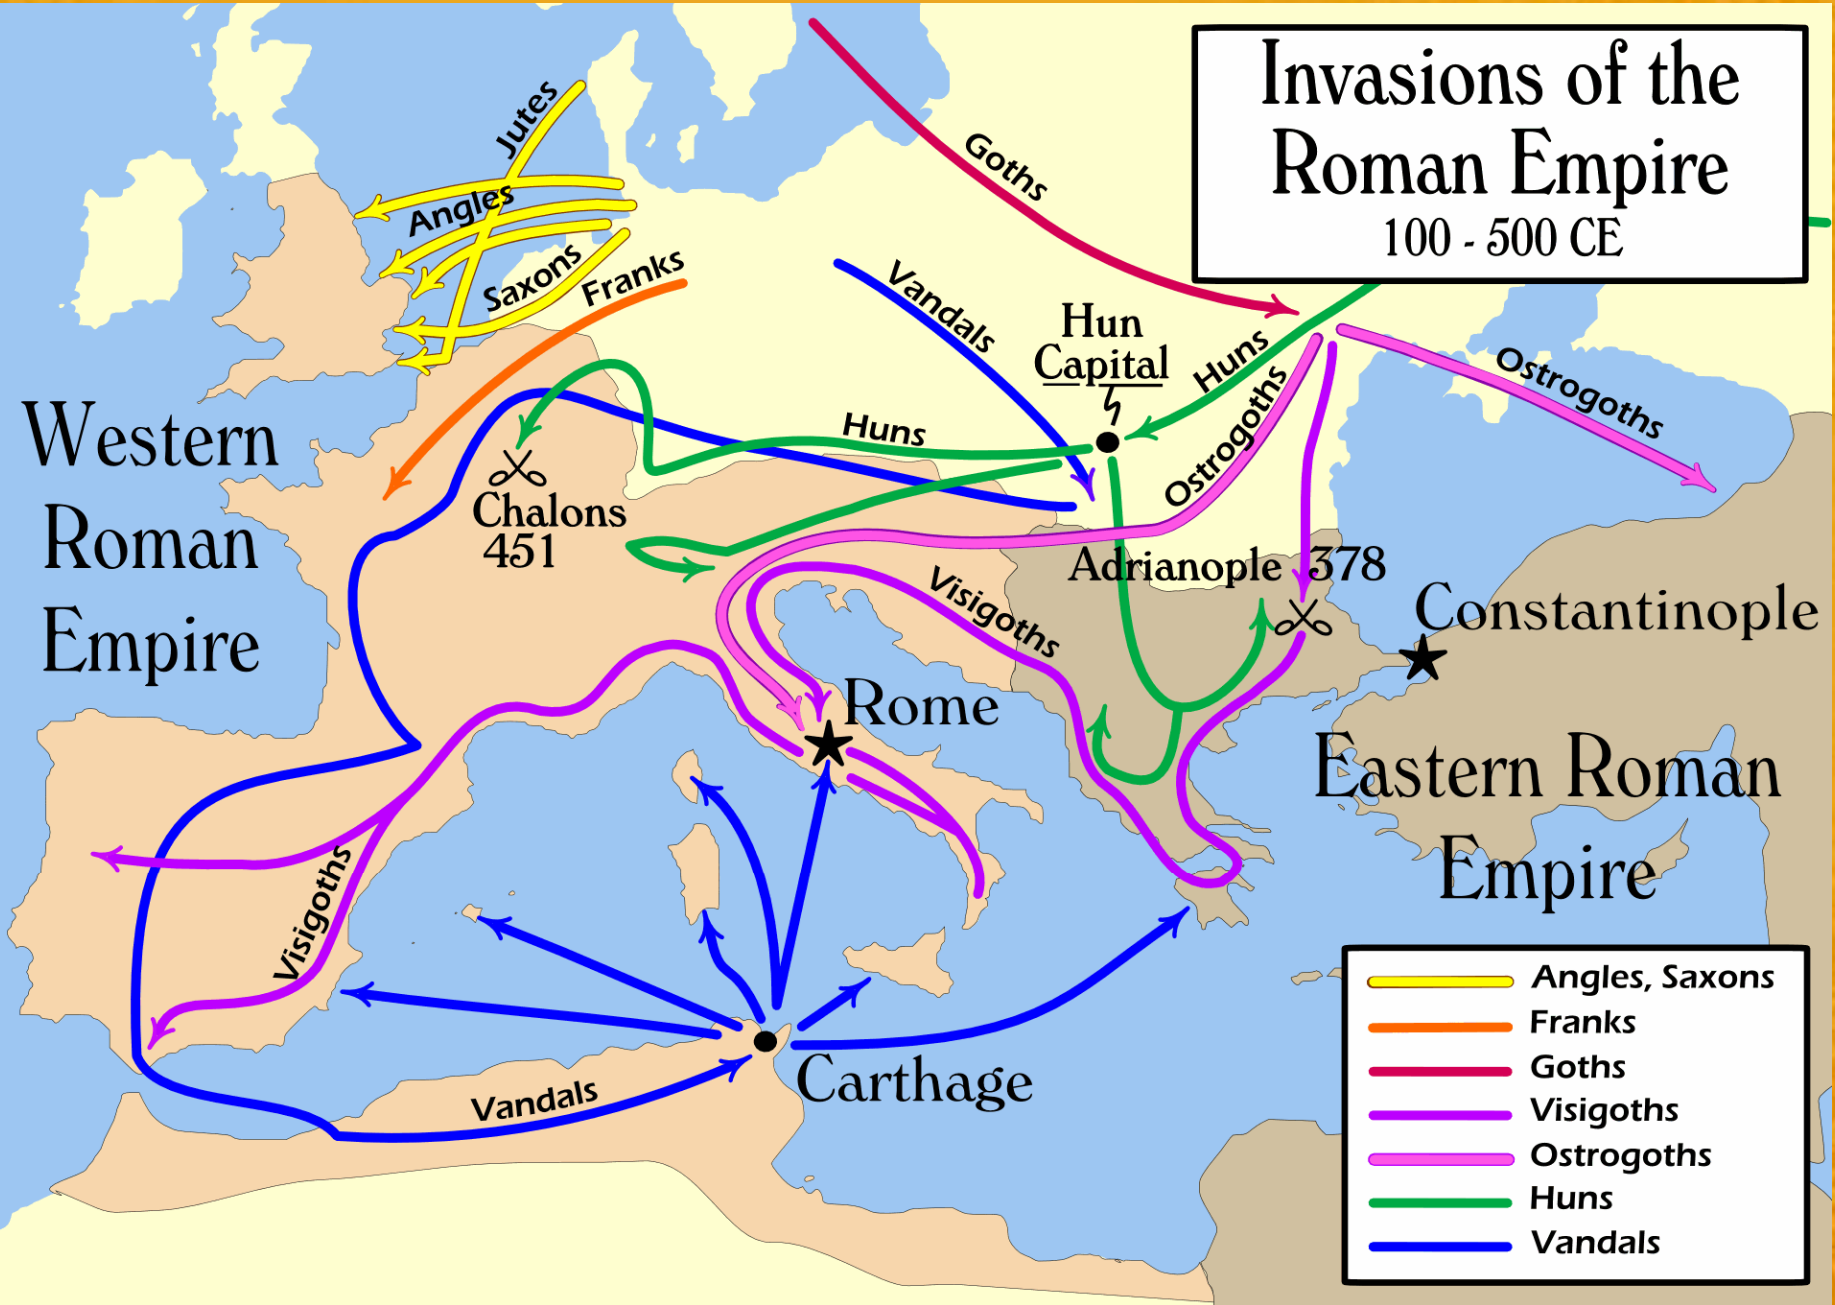 Invasions of the
Roman Empire
100 - 500 CE
Jutes
Angles
Saxons
Franks
Goths
Vandals
Hun
Capital
Huns
Ostrogoths
Ostrogoths
Huns
Western
Roman
Empire
Chalons
451
Adrianople 378
Constantinople
Visigoths
Rome
Eastern Roman
Empire
Visigoths
Carthage
Vandals
Angles, Saxons
Franks
Goths
Visigoths
Ostrogoths
Huns
Vandals